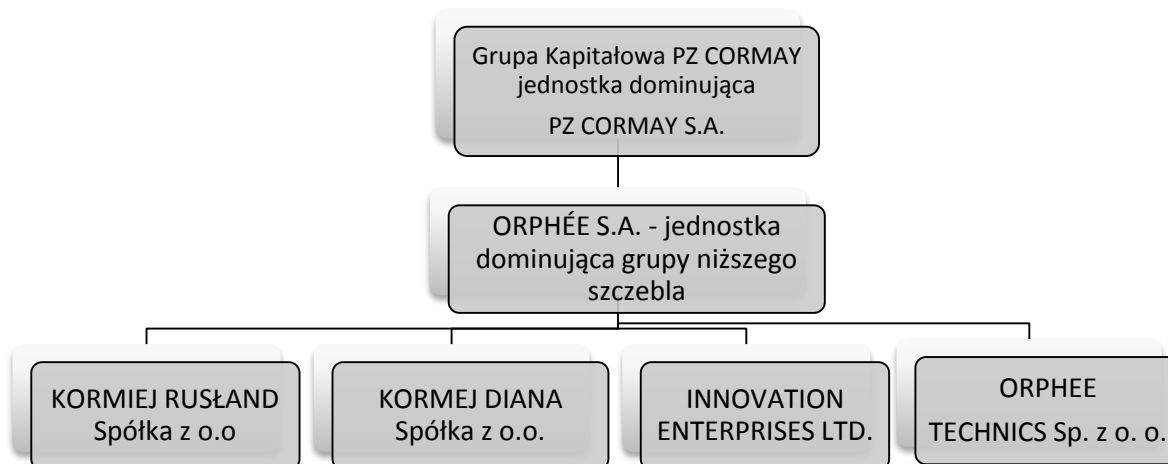 Grupa Kapitałowa PZ CORMAY
jednostka dominująca
PZ CORMAY S.A.
ORPHÉE S.A. - jednostka
dominująca grupy niższego
szczebla
KORMIEJ RUSŁAND
Spółka z o.o
KORMEJ DIANA
Spółka z o.o.
INNOVATION
ENTERPRISES LTD.
ORPHEE
TECHNICS Sp. z o. o.